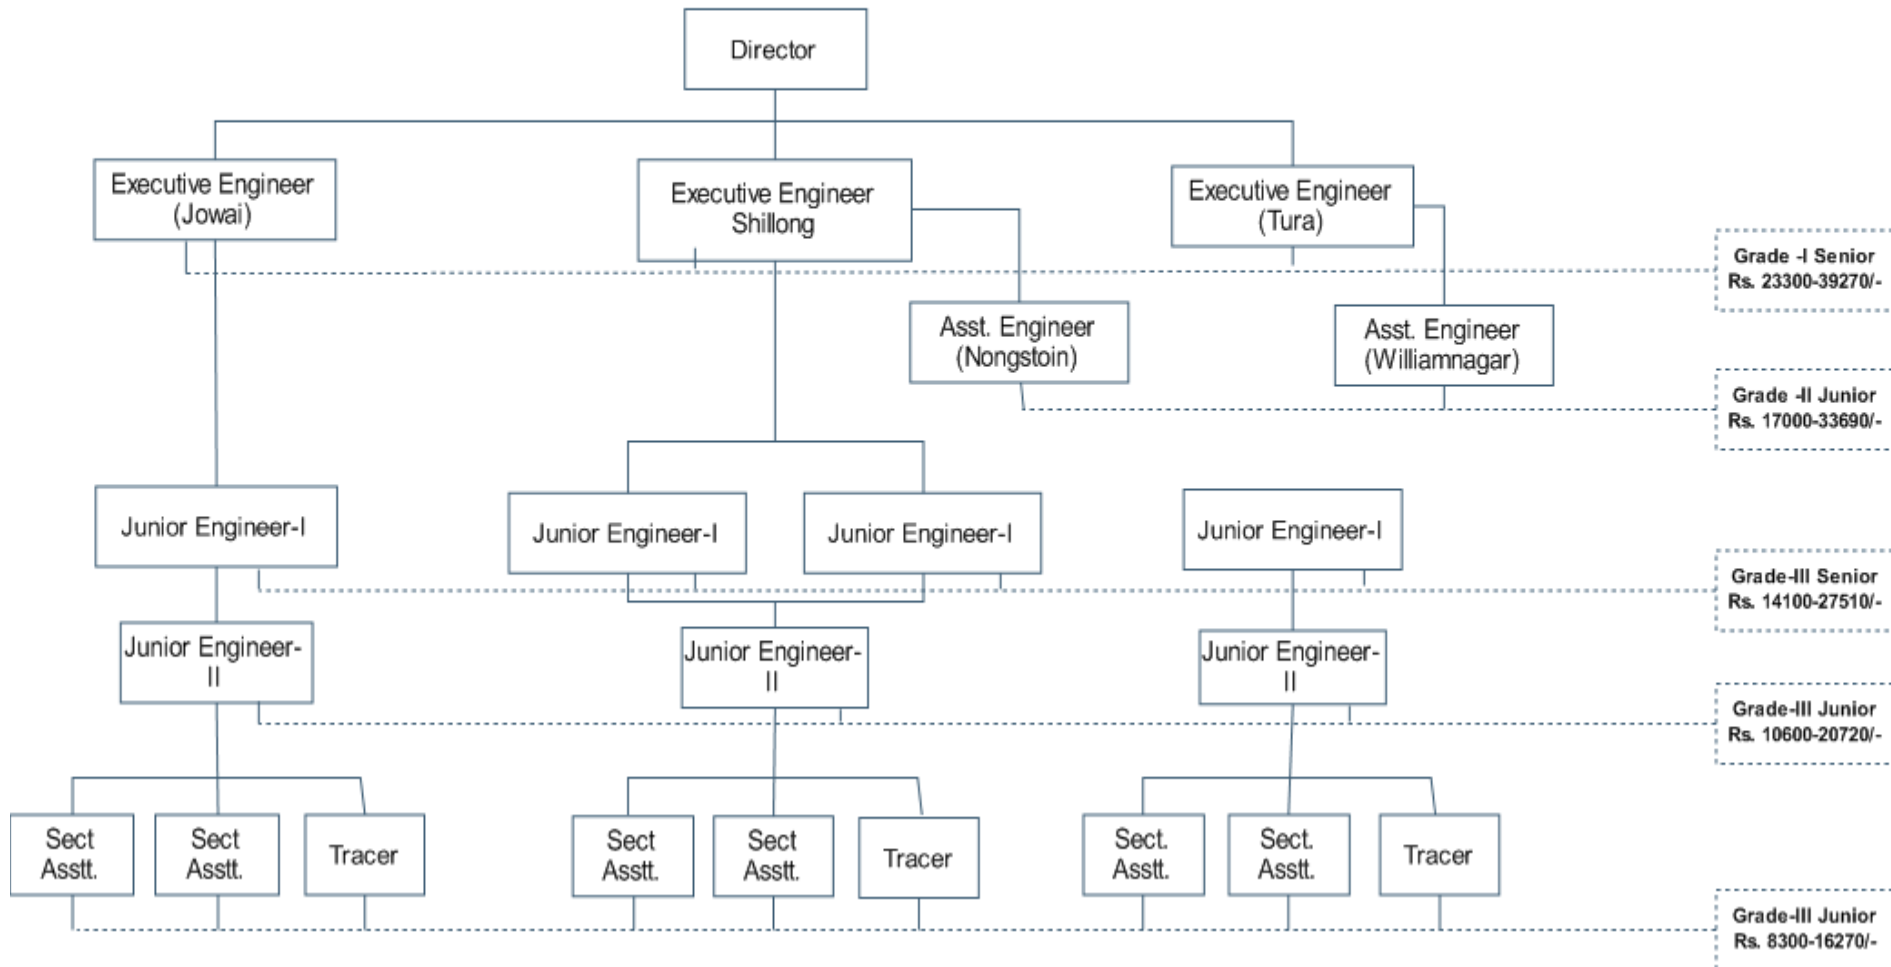 Director
Executive Engineer
(Jowai)
Executive Engineer
Shillong
Executive Engineer
(Tura)
Grade -I Senior
Rs. 23300-39270/-
Asst. Engineer
(Nongstoin)
Asst. Engineer
(Williamnagar)
Grade -II Junior
Rs. 17000-33690/-
Junior Engineer-I
Junior Engineer-I
Junior Engineer-I
Junior Engineer-I
Grade-III Senior
Rs. 14100-27510/-
Junior Engineer-
II
Junior Engineer-
II
Junior Engineer-
II
Grade-III Junior
Rs. 10600-20720/-
Sect
Asstt.
Sect
Asstt.
Tracer
Sect
Asstt.
Sect
Asstt.
Tracer
Sect.
Asstt.
Sect.
Asstt.
Tracer
Grade-III Junior
Rs. 8300-16270/-